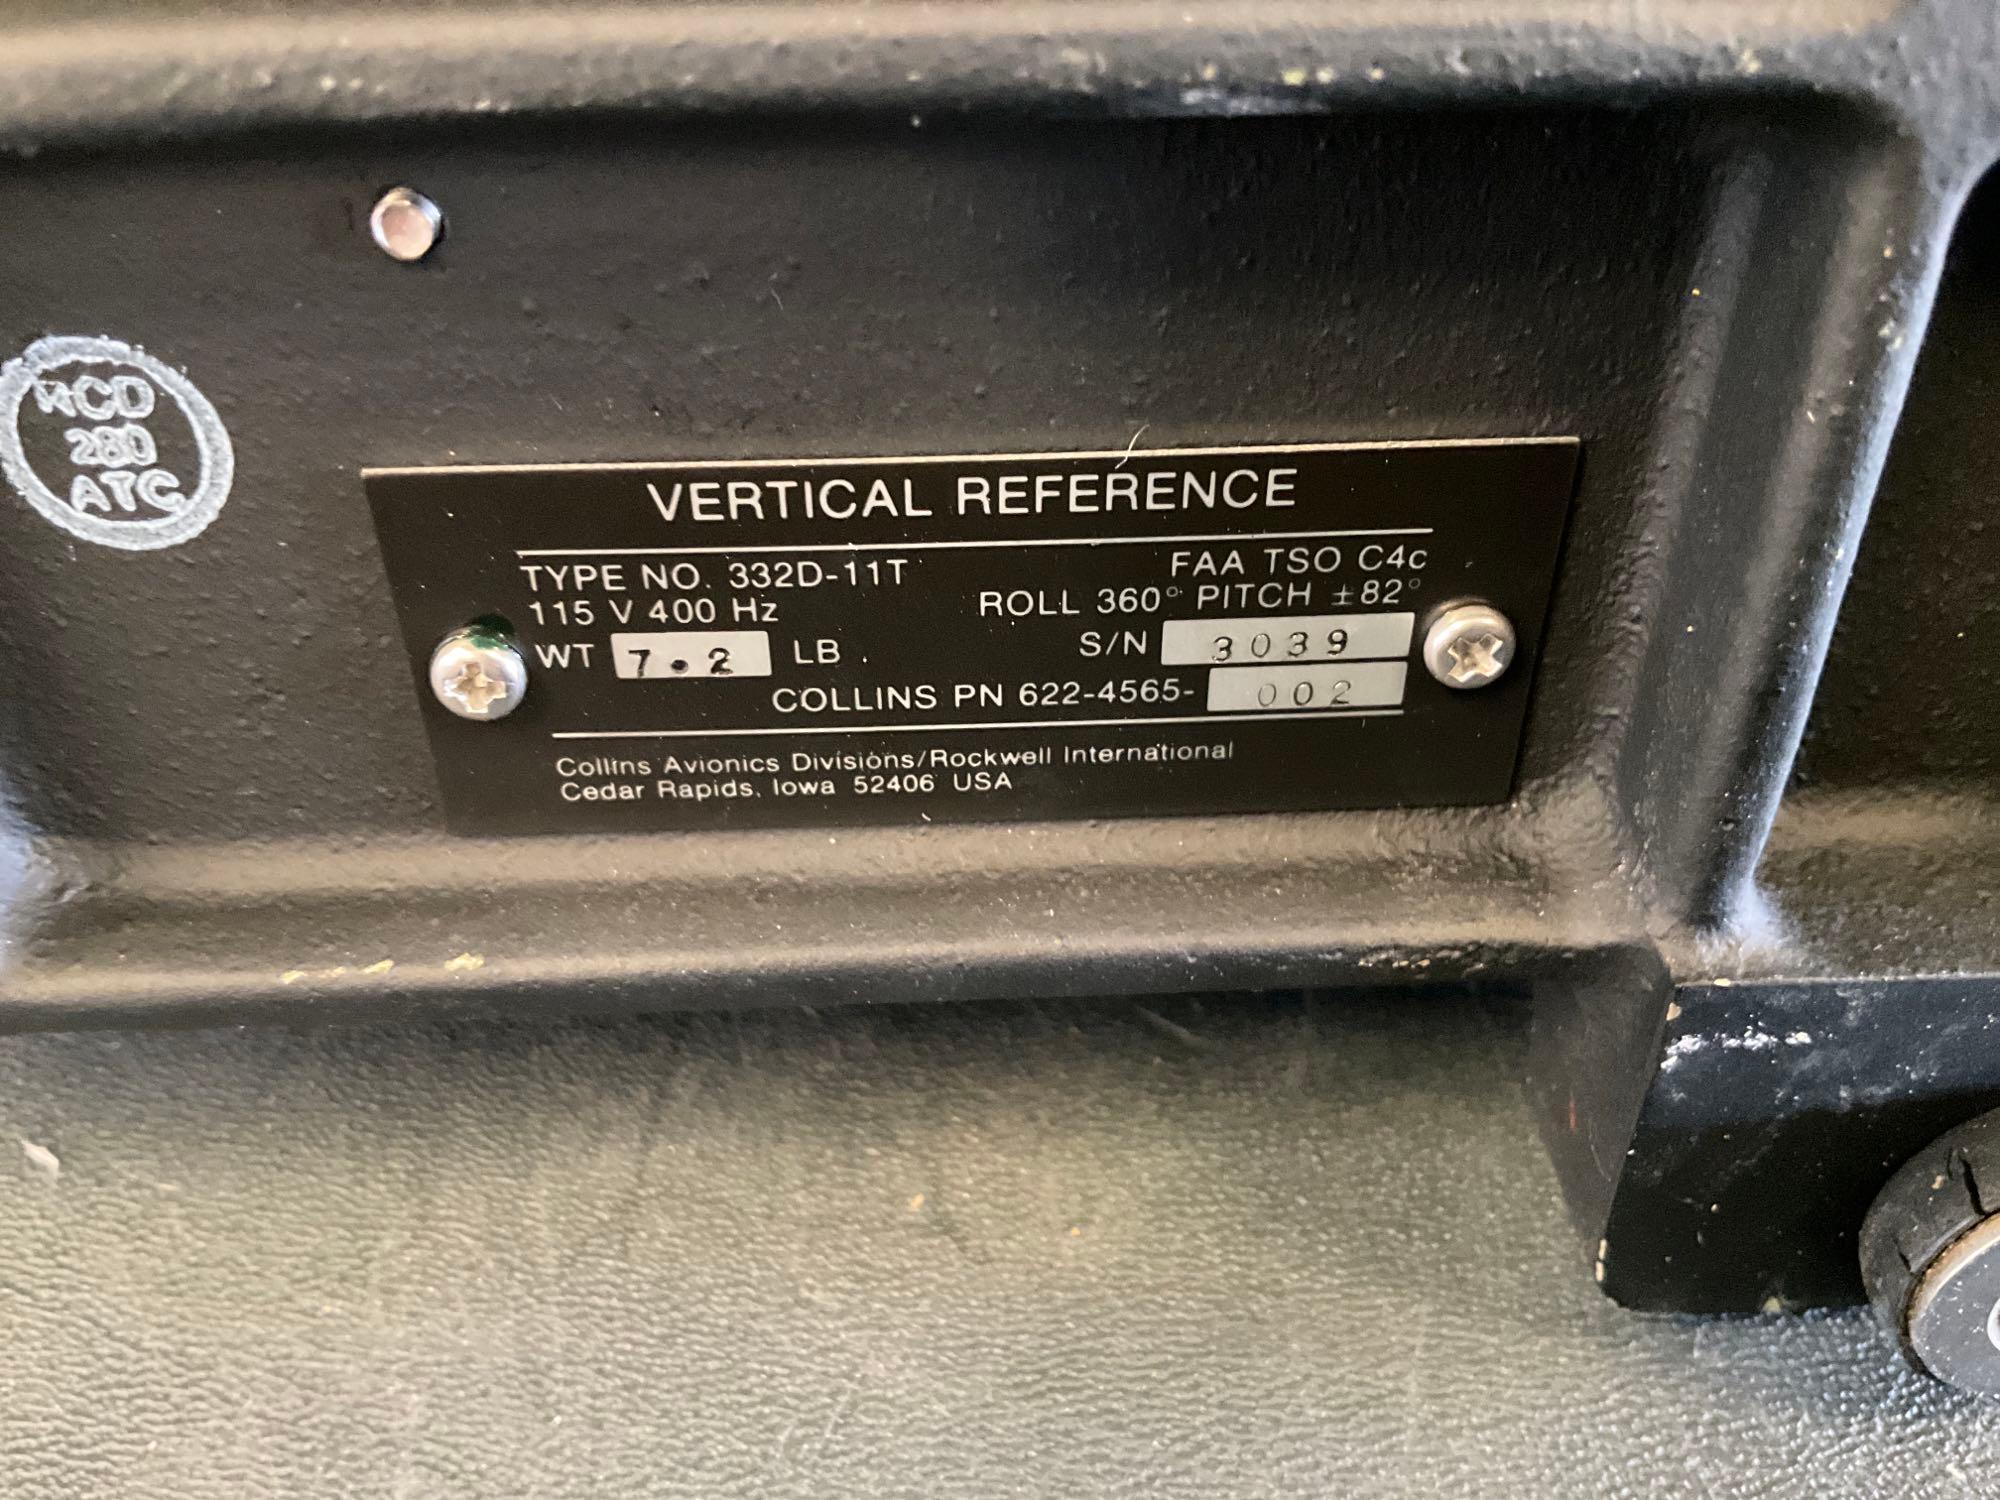 RCD
280
ATC
VERTICAL REFERENCE
TYPE NO. 332D-11T FAA TSO C4c
115 V 400 Hz ROLL 360° PITCH ±82°
WT 7.2 LB. S/N 3039
COLLINS PN 622-4565-002
Collins Avionics Divisions/Rockwell International
Cedar Rapids, Iowa 52406 USA